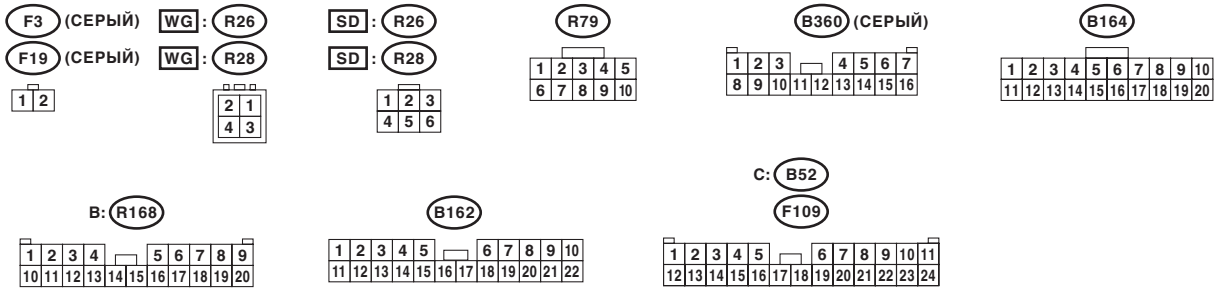 F3 (СЕРЫЙ) WG : R26
F19 (СЕРЫЙ) WG : R28
1 2
2 1
4 3
SD : R26
SD : R28
1 2 3
4 5 6
R79
1 2 3 4 5
6 7 8 9 10
B360 (СЕРЫЙ)
1 2 3 4 5 6 7
8 9 10 11 12 13 14 15 16
B164
1 2 3 4 5 6 7 8 9 10
11 12 13 14 15 16 17 18 19 20
B: R168
1 2 3 4 5 6 7 8 9
10 11 12 13 14 15 16 17 18 19 20
B162
1 2 3 4 5 6 7 8 9 10
11 12 13 14 15 16 17 18 19 20 21 22
C: B52
F109
1 2 3 4 5 6 7 8 9 10 11
12 13 14 15 16 17 18 19 20 21 22 23 24